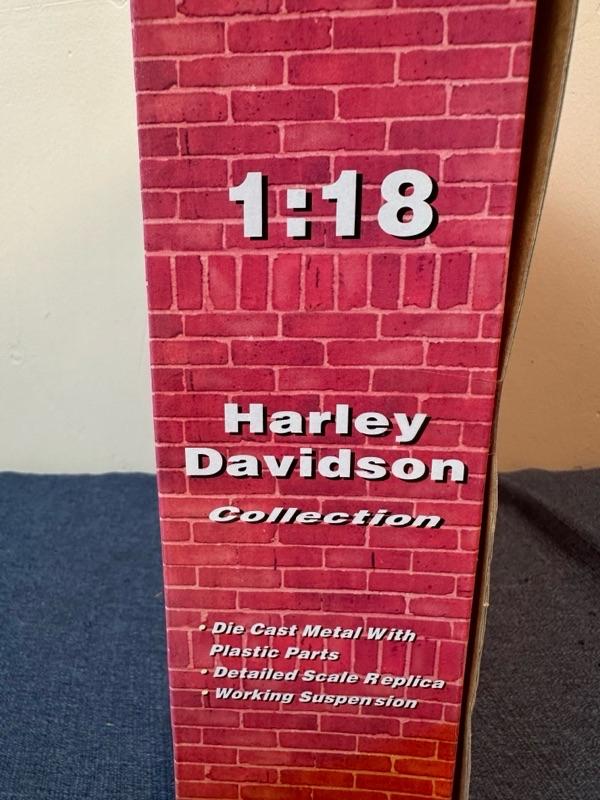 1:18
Harley
Davidson
Collection
• Die Cast Metal With
Plastic Parts
• Detailed Scale Replica
• Working Suspension